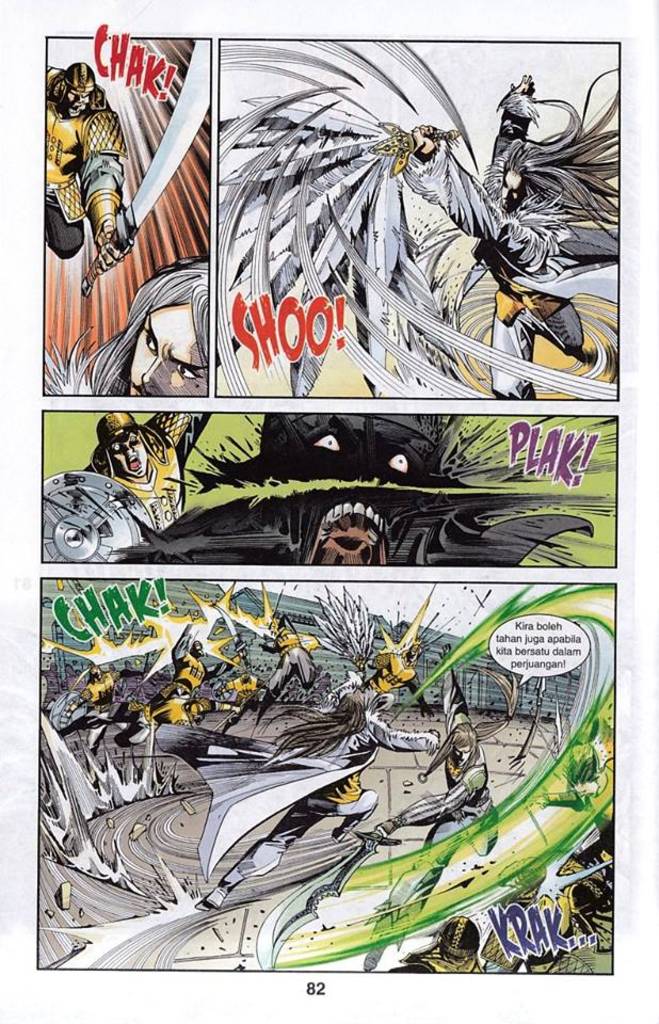 CHAK!
SHOO!
PLAK!
CHAK!
Kira boleh
tahan juga apabila
kita bersatu dalam
perjuangan!
KRAK...
82